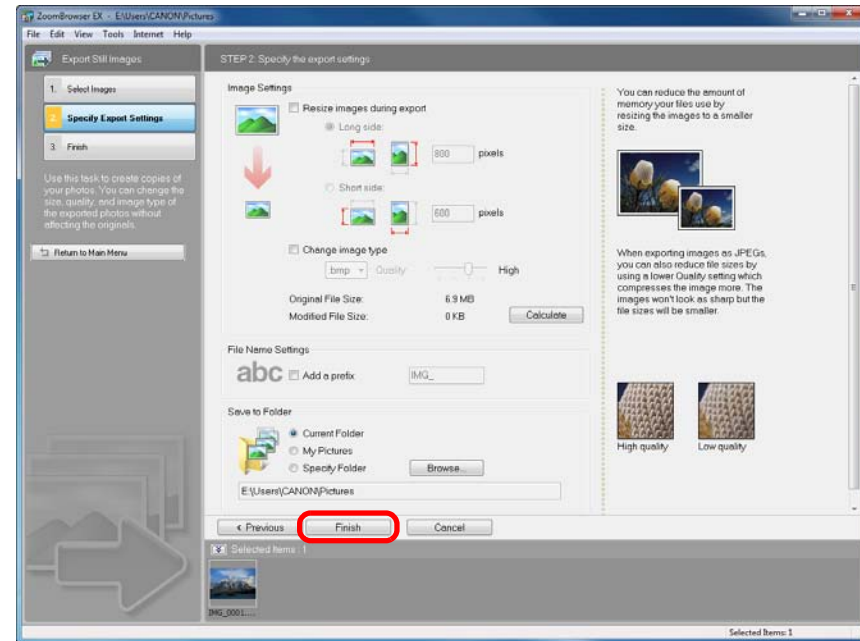 ZoomBrowser EX - E:\Users\CANON\Pictures
File Edit View Tools Internet Help
Export Still Images
STEP 2: Specify the export settings
1. Select Images
2. Specify Export Settings
3. Finish
Use this task to create copies of
your photos. You can change the
size, quality, and image type of
the exported photos without
affecting the originals.
Return to Main Menu
Image Settings
Resize images during export
Long side:
800 pixels
Short side:
600 pixels
Change image type
.bmp Quality High
Original File Size: 6.9 MB
Modified File Size: 0 KB Calculate
File Name Settings
abc Add a prefix IMG_
Save to Folder
Current Folder
My Pictures
Specify Folder Browse...
E:\Users\CANON\Pictures
You can reduce the amount of
memory your files use by
resizing the images to a smaller
size.
When exporting images as JPEGs,
you can also reduce file sizes by
using a lower Quality setting which
compresses the image more. The
images won't look as sharp but the
file sizes will be smaller.
High quality Low quality
< Previous Finish Cancel
Selected Items : 1
IMG_0001....
Selected Items: 1